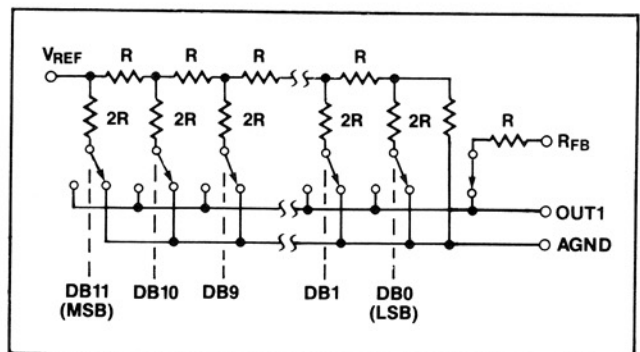 VREF R R R R
2R 2R 2R 2R 2R R RFB
OUT1
AGND
DB11 DB10 DB9 DB1 DB0
(MSB) (LSB)